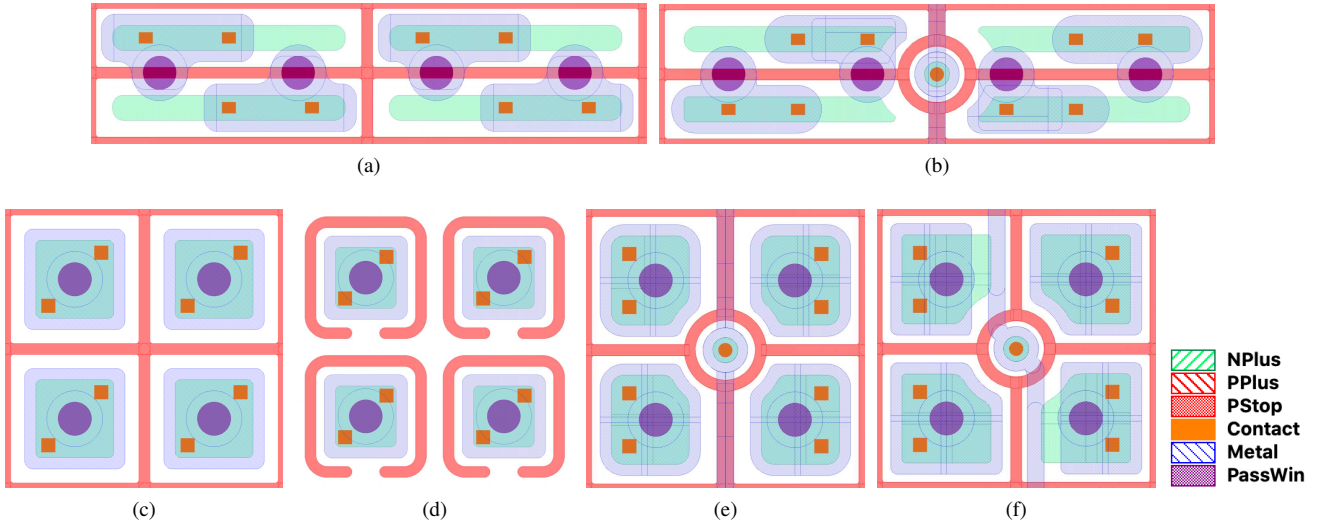 (a)
(b)
(c)
(d)
(e)
(f)
NPlus
PPlus
PStop
Contact
Metal
PassWin